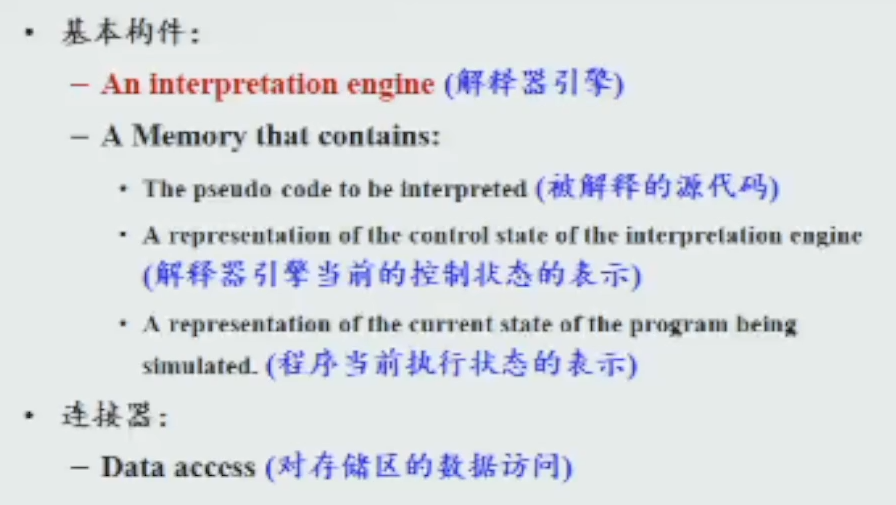 • 基本构件：
– An interpretation engine (解释器引擎)
– A Memory that contains:
• The pseudo code to be interpreted (被解释的源代码)
• A representation of the control state of the interpretation engine
(解释器引擎当前的控制状态的表示)
• A representation of the current state of the program being
simulated. (程序当前执行状态的表示)
• 连接器：
– Data access (对存储区的数据访问)